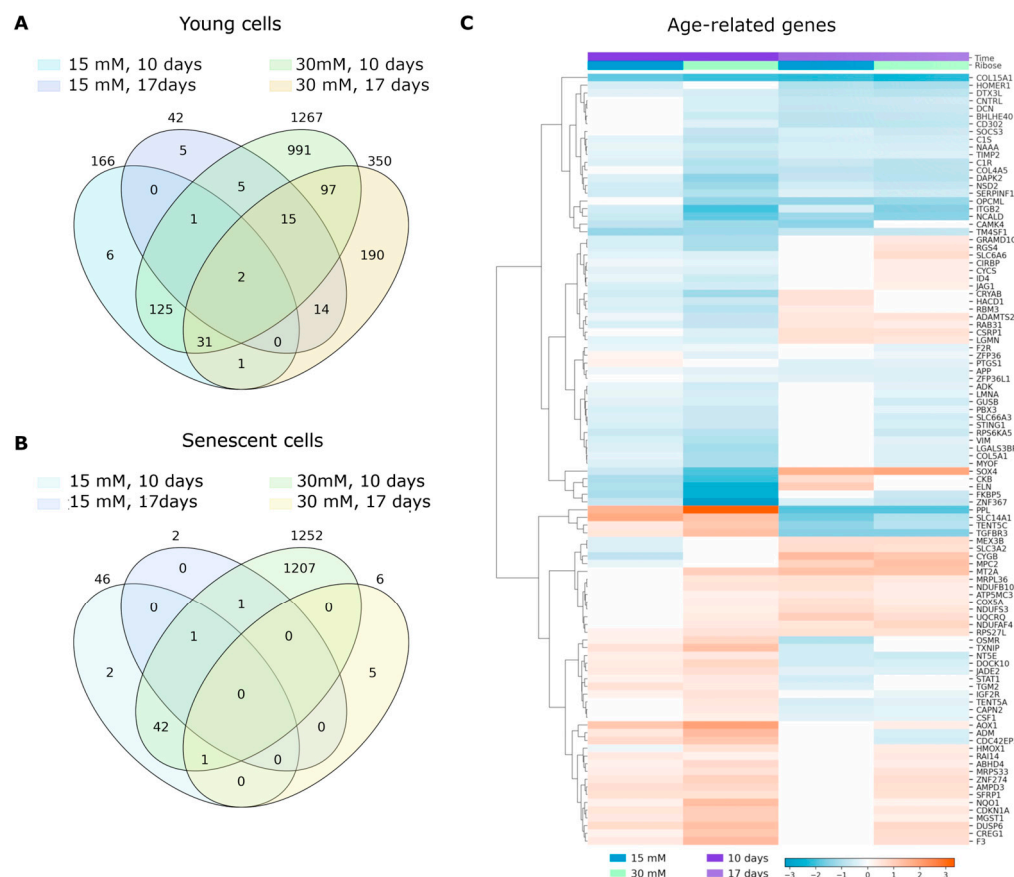 A
Young cells
15 mM, 10 days
30mM, 10 days
15 mM, 17days
30 mM, 17 days
42
1267
166
5
991
350
0
5
97
1
15
6
2
190
125
14
31
0
1
B
Senescent cells
15 mM, 10 days
30mM, 10 days
15 mM, 17days
30 mM, 17 days
2
1252
46
0
1207
6
0
1
0
1
0
2
0
5
42
0
1
0
0
C
Age-related genes
Time
Ribose
COL15A1
HOMER1
DTX3L
CNTRL
DCN
BHLHE40
CD302
SOCS3
C1S
NAAA
TIMP2
C1R
COL4A5
DAPK2
NSD2
SERPINF1
OPCML
ITGB2
NCALD
CAMK4
TM4SF1
GRAMD1C
RGS4
SLC6A6
CIRBP
CYCS
ID4
JAG1
CRYAB
HACD1
RBM3
ADAMTS2
RAB31
CSRP1
LGMN
F2R
ZFP36
PTGS1
APP
ZFP36L1
ADK
LMNA
GUSB
PBX3
SLC66A3
STING1
RPS6KA5
VIM
LGALS3BP
COL5A1
MYOF
SOX4
CKB
ELN
FKBP5
ZNF367
PPL
SLC14A1
TENT5C
TGFBR3
MEX3B
SLC3A2
CYGB
MPC2
MT2A
MRPL36
NDUFB10
ATP5MC3
COX5A
NDUFS3
UQCRQ
NDUFAF4
RPS27L
OSMR
TXNIP
NT5E
DOCK10
JADE2
STAT1
TGM2
IGF2R
TENT5A
CAPN2
CSF1
AOX1
ADM
CDC42EP
HMOX1
RAI14
ABHD4
MRPS33
ZNF274
AMPD3
SFRP1
NQO1
CDKN1A
MGST1
DUSP6
CREG1
F3
15 mM
10 days
30 mM
17 days
−3 −2 −1 0 1 2 3